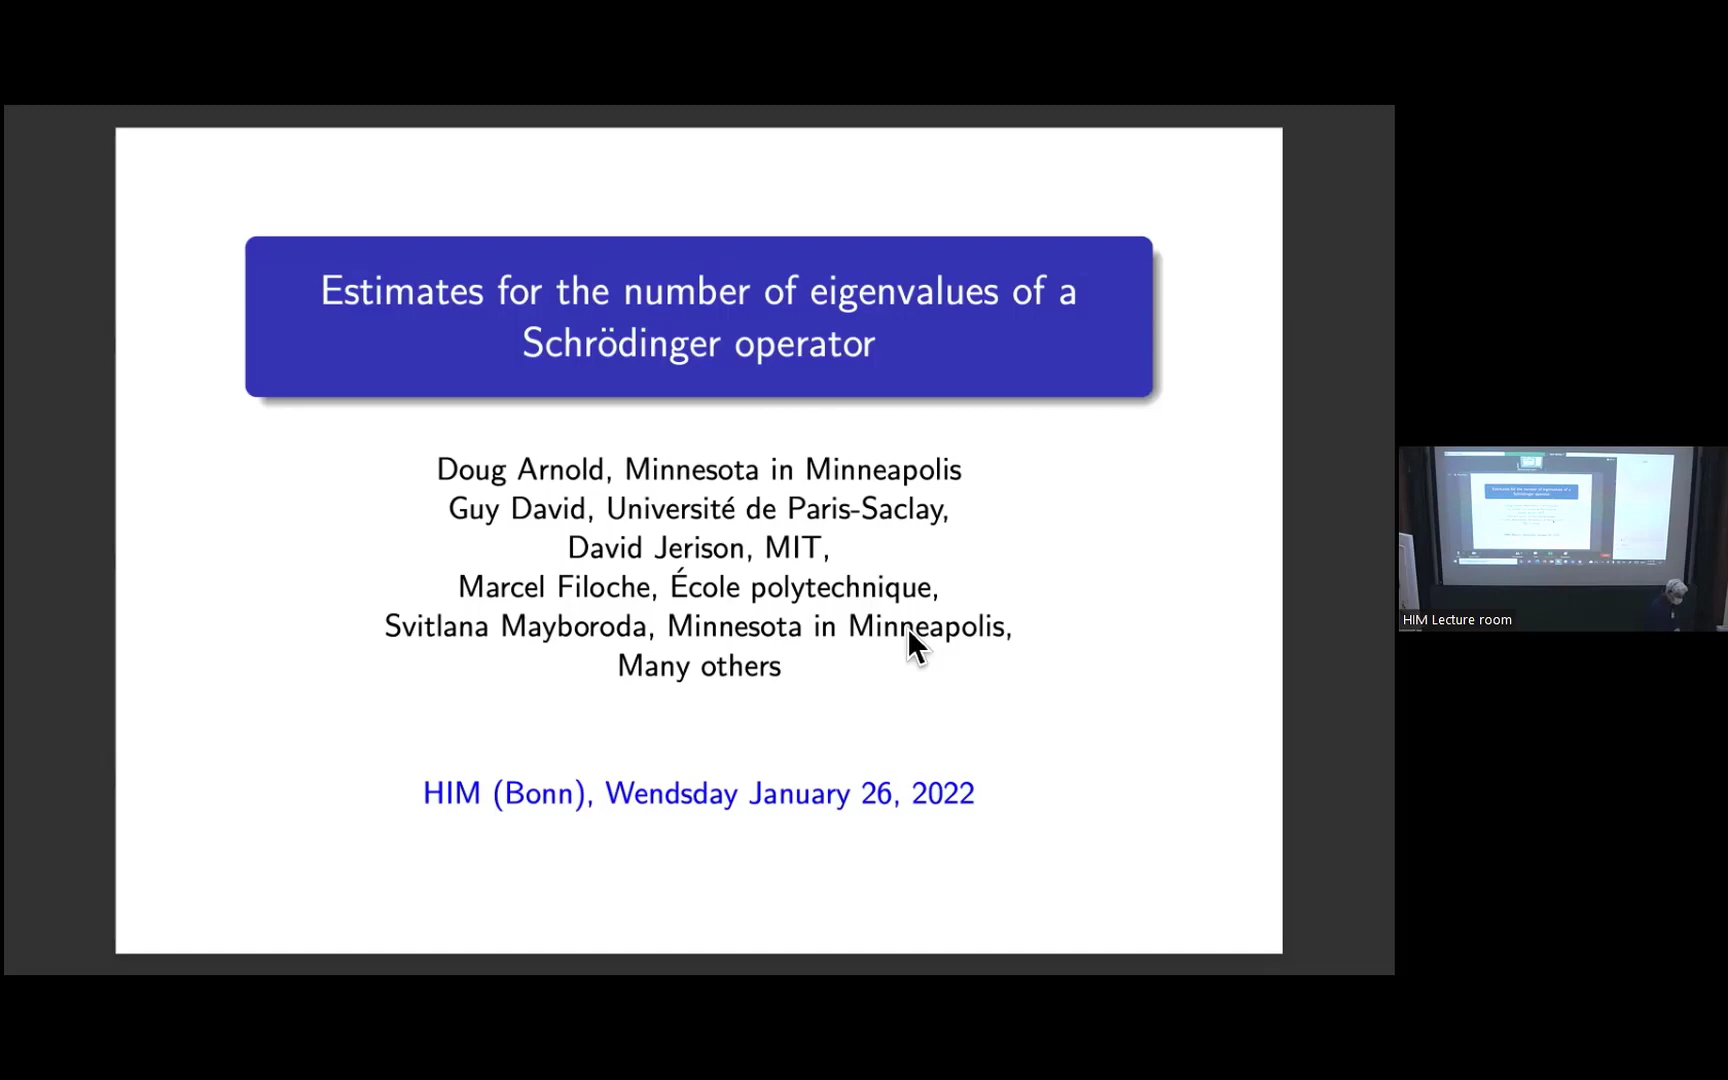 Estimates for the number of eigenvalues of a
Schrödinger operator
Doug Arnold, Minnesota in Minneapolis
Guy David, Université de Paris-Saclay,
David Jerison, MIT,
Marcel Filoche, École polytechnique,
Svitlana Mayboroda, Minnesota in Minneapolis,
Many others
HIM (Bonn), Wendsday January 26, 2022
HIM Lecture room